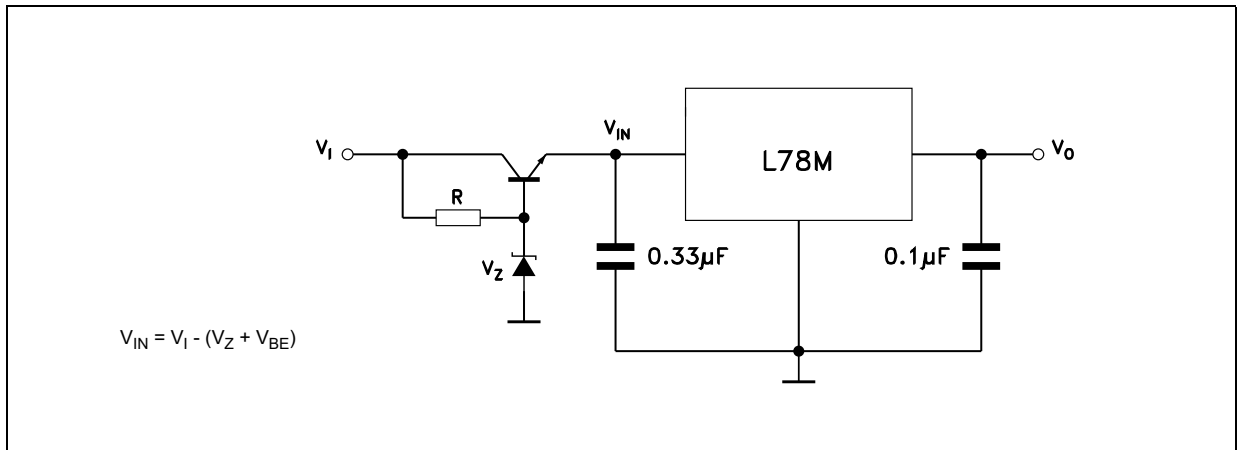 V_IN
V_I
L78M
V_O
R
0.33µF
0.1µF
V_Z
V_IN = V_I - (V_Z + V_BE)